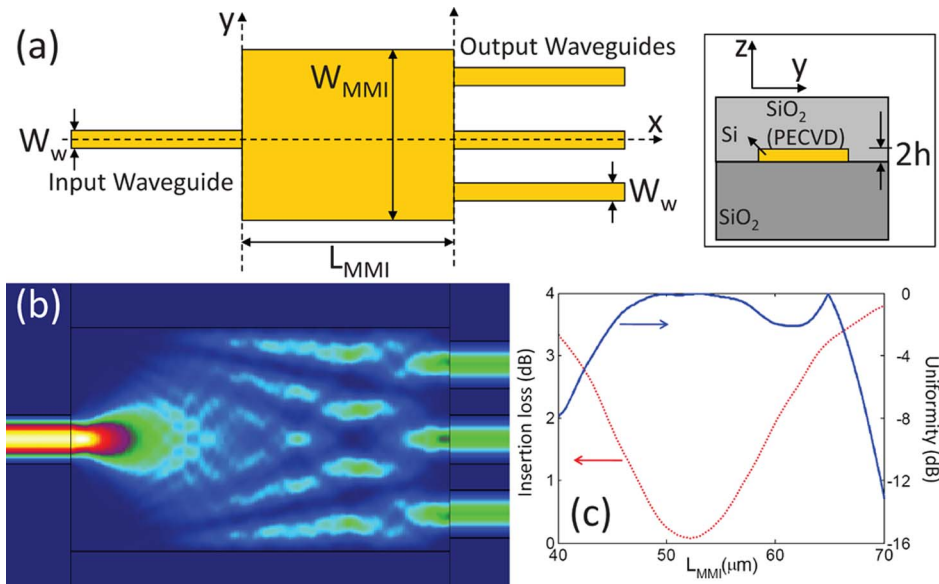 (a)
y
Output Waveguides
W_MMI
W_w
x
Input Waveguide
W_w
L_MMI
z
y
SiO₂
(PECVD)
Si
2h
SiO₂
(b)
4
3
2
1
0
Insertion loss (dB)
0
-4
-8
-12
-16
Uniformity (dB)
(c)
40 50 60 70
L_MMI(μm)